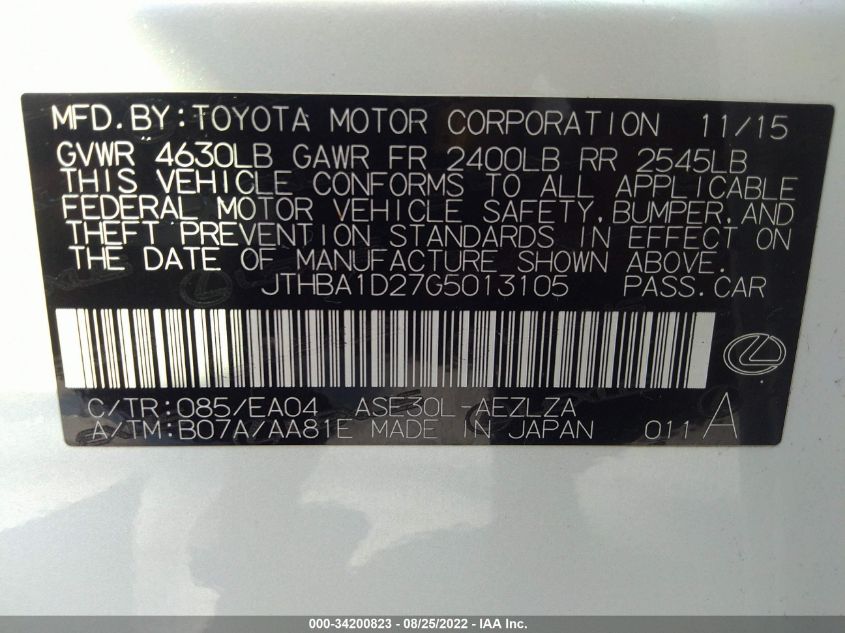 MFD.BY:TOYOTA MOTOR CORPORATION 11/15
GVWR 4630LB GAWR FR 2400LB RR 2545LB
THIS VEHICLE CONFORMS TO ALL APPLICABLE
FEDERAL MOTOR VEHICLE SAFETY,BUMPER,AND
THEFT PREVENTION STANDARDS IN EFFECT ON
THE DATE OF MANUFACTURE SHOWN ABOVE.
JTHBA1D27G5013105 PASS.CAR
C/TR:085/EA04 ASE30L-AEZLZA
A/TM:B07A/AA81E MADE IN JAPAN 011 A
000-34200823 - 08/25/2022 - IAA Inc.